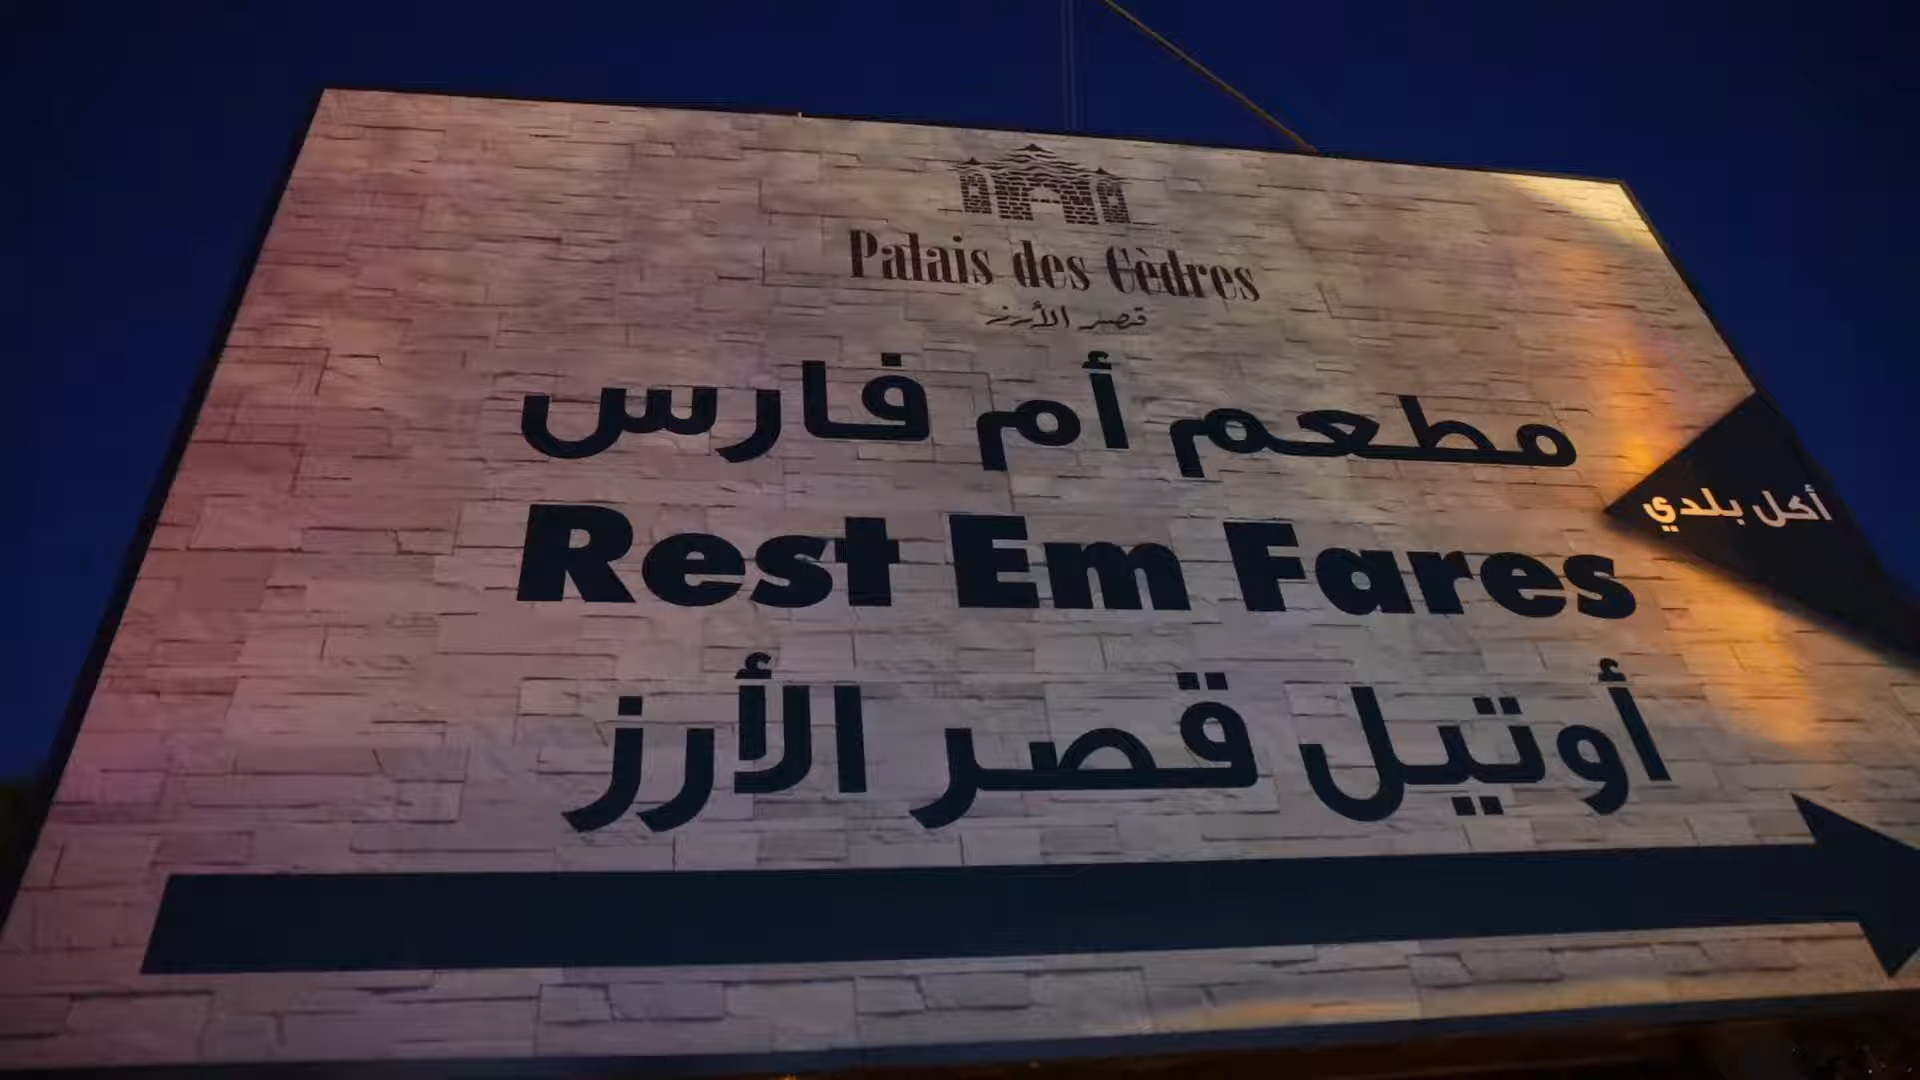 Palais des Cèdres
قصر الأرز
مطعم أم فارس
أكل بلدي
Rest Em Fares
أوتيل قصر الأرز